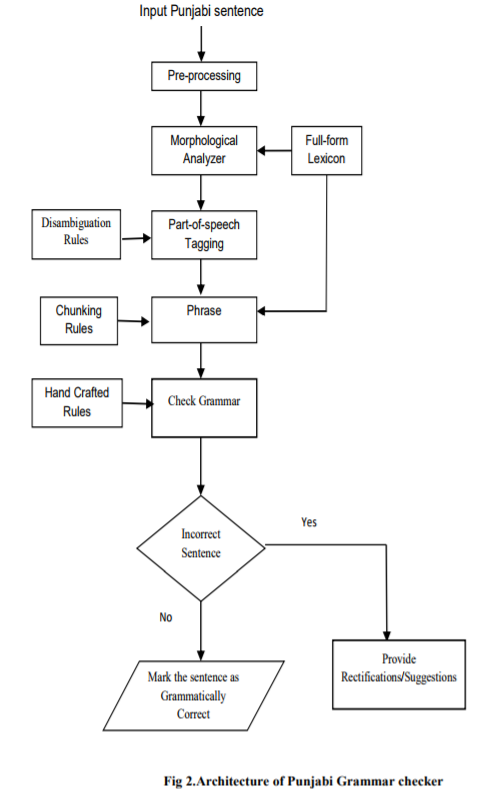 Input Punjabi sentence
Pre-processing
Morphological
Analyzer
Full-form
Lexicon
Disambiguation
Rules
Part-of-speech
Tagging
Chunking
Rules
Phrase
Hand Crafted
Rules
Check Grammar
Incorrect
Sentence
Yes
No
Mark the sentence as
Grammatically
Correct
Provide
Rectifications/Suggestions
Fig 2.Architecture of Punjabi Grammar checker